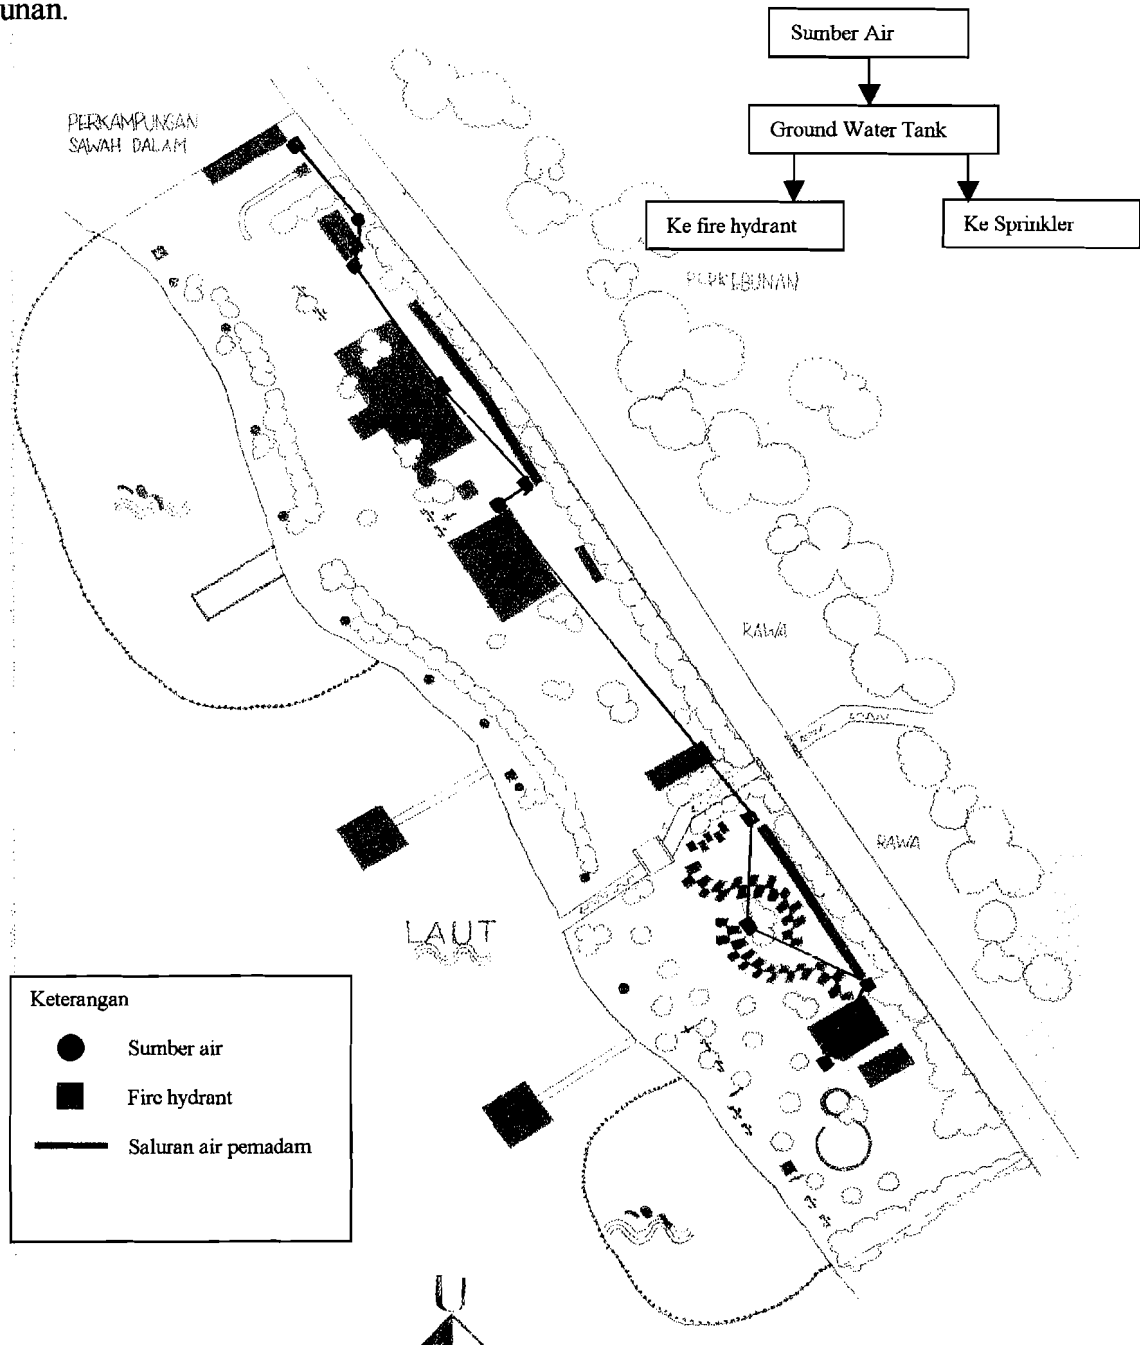 unan.
Sumber Air
Ground Water Tank
Ke fire hydrant
Ke Sprinkler
PERKAMPUNGAN
SAWAH DALAM
PERKEBUNAN
RAWA
RAWA
LAUT
Keterangan
Sumber air
Fire hydrant
Saluran air pemadam
U